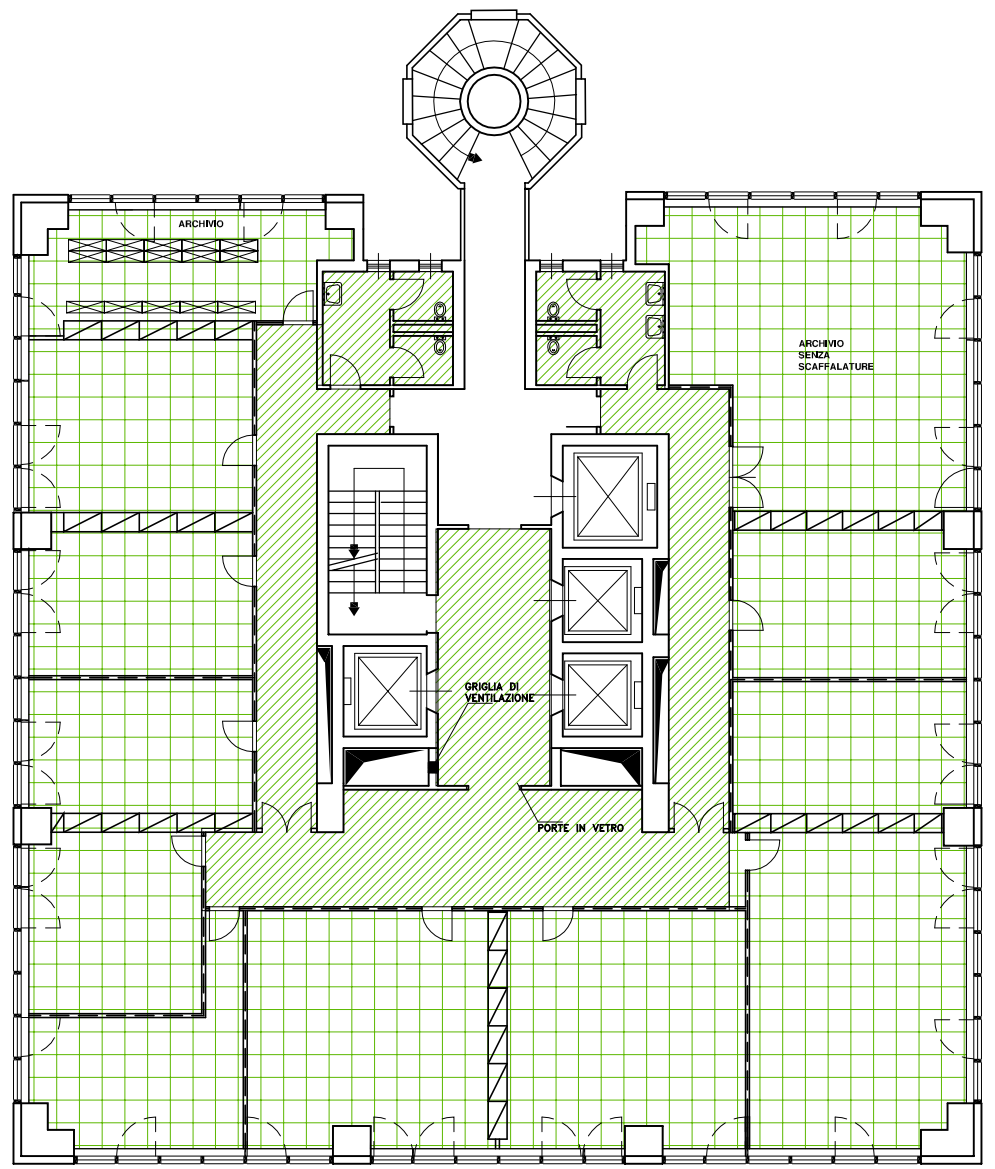 ARCHIVIO
ARCHIVIO
SENZA
SCAFFALATURE
GRIGLIA DI
VENTILAZIONE
PORTE IN VETRO